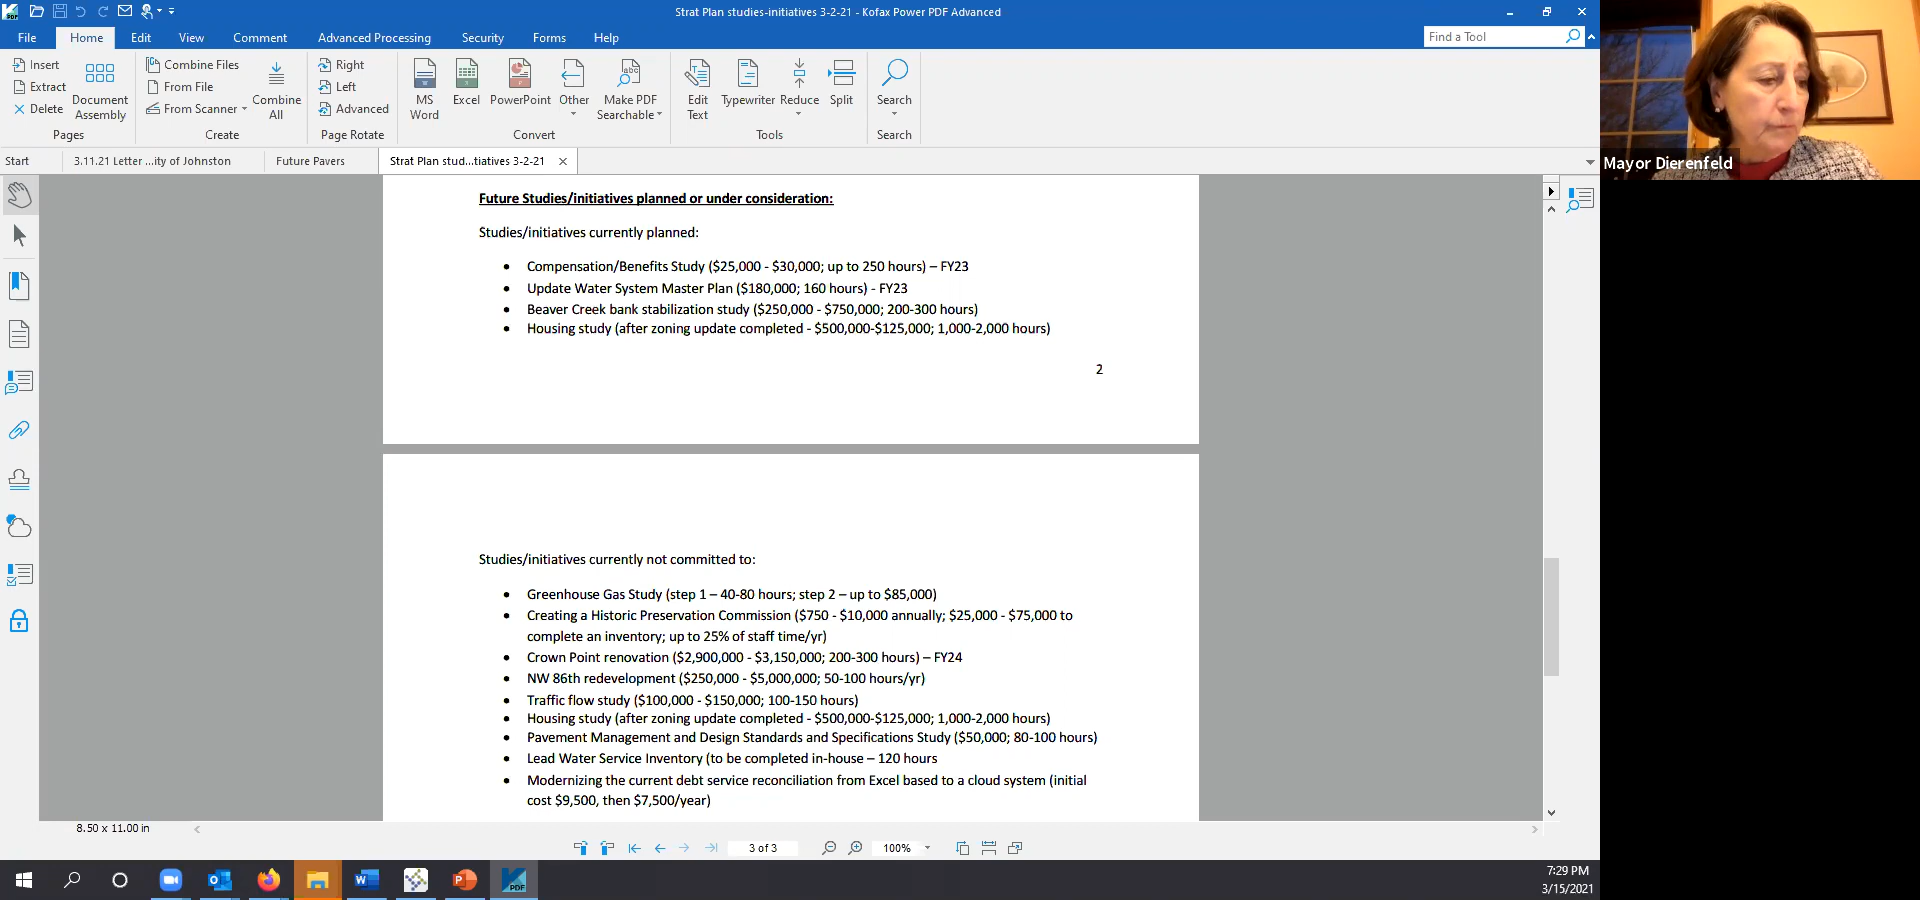 Strat Plan studies-initiatives 3-2-21 - Kofax Power PDF Advanced
File Home Edit View Comment Advanced Processing Security Forms Help
Find a Tool
Insert
Extract
Delete
Document
Assembly
Pages
Combine Files
From File
From Scanner
Combine
All
Create
Right
Left
Advanced
Page Rotate
MS
Word
Excel
PowerPoint
Other
Make PDF
Searchable
Convert
Edit
Text
Typewriter
Reduce
Split
Tools
Search
Search
Start
3.11.21 Letter ...ity of Johnston
Future Pavers
Strat Plan stud...tiatives 3-2-21
Mayor Dierenfeld
Future Studies/initiatives planned or under consideration:
Studies/initiatives currently planned:
• Compensation/Benefits Study ($25,000 - $30,000; up to 250 hours) – FY23
• Update Water System Master Plan ($180,000; 160 hours) - FY23
• Beaver Creek bank stabilization study ($250,000 - $750,000; 200-300 hours)
• Housing study (after zoning update completed - $500,000-$125,000; 1,000-2,000 hours)
2
Studies/initiatives currently not committed to:
• Greenhouse Gas Study (step 1 – 40-80 hours; step 2 – up to $85,000)
• Creating a Historic Preservation Commission ($750 - $10,000 annually; $25,000 - $75,000 to
complete an inventory; up to 25% of staff time/yr)
• Crown Point renovation ($2,900,000 - $3,150,000; 200-300 hours) – FY24
• NW 86th redevelopment ($250,000 - $5,000,000; 50-100 hours/yr)
• Traffic flow study ($100,000 - $150,000; 100-150 hours)
• Housing study (after zoning update completed - $500,000-$125,000; 1,000-2,000 hours)
• Pavement Management and Design Standards and Specifications Study ($50,000; 80-100 hours)
• Lead Water Service Inventory (to be completed in-house – 120 hours
• Modernizing the current debt service reconciliation from Excel based to a cloud system (initial
cost $9,500, then $7,500/year)
8.50 x 11.00 in
3 of 3
100%
7:29 PM
3/15/2021